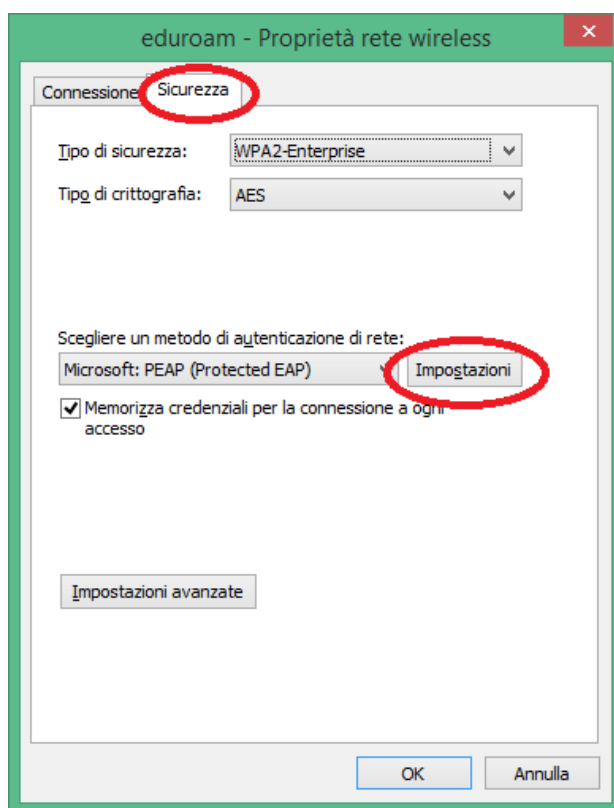 eduroam - Proprietà rete wireless
Connessione Sicurezza
Tipo di sicurezza: WPA2-Enterprise
Tipo di crittografia: AES
Scegliere un metodo di autenticazione di rete:
Microsoft: PEAP (Protected EAP) Impostazioni
Memorizza credenziali per la connessione a ogni
accesso
Impostazioni avanzate
OK Annulla